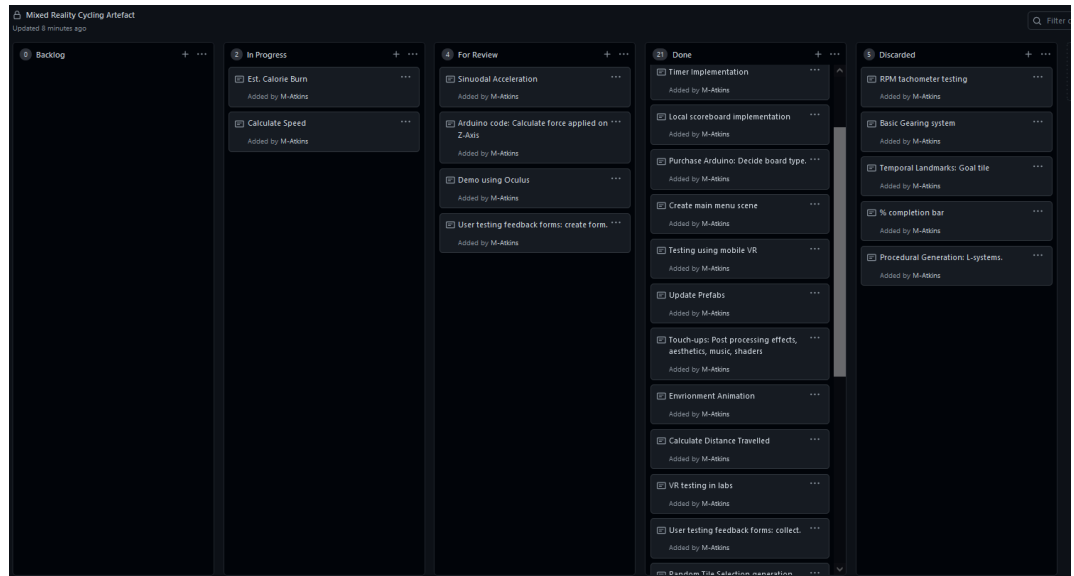 Mixed Reality Cycling Artefact
Updated 8 minutes ago
Filter
0 Backlog
2 In Progress
Est. Calorie Burn
Added by M-Atkins
Calculate Speed
Added by M-Atkins
4 For Review
Sinuodal Acceleration
Added by M-Atkins
Arduino code: Calculate force applied on
Z-Axis
Added by M-Atkins
Demo using Oculus
Added by M-Atkins
User testing feedback forms: create form.
Added by M-Atkins
21 Done
Timer Implementation
Added by M-Atkins
Local scoreboard implementation
Added by M-Atkins
Purchase Arduino: Decide board type.
Added by M-Atkins
Create main menu scene
Added by M-Atkins
Testing using mobile VR
Added by M-Atkins
Update Prefabs
Added by M-Atkins
Touch-ups: Post processing effects,
aesthetics, music, shaders
Added by M-Atkins
Envrionment Animation
Added by M-Atkins
Calculate Distance Travelled
Added by M-Atkins
VR testing in labs
Added by M-Atkins
User testing feedback forms: collect.
Added by M-Atkins
Random Tile Selection generation
5 Discarded
RPM tachometer testing
Added by M-Atkins
Basic Gearing system
Added by M-Atkins
Temporal Landmarks: Goal tile
Added by M-Atkins
% completion bar
Added by M-Atkins
Procedural Generation: L-systems.
Added by M-Atkins